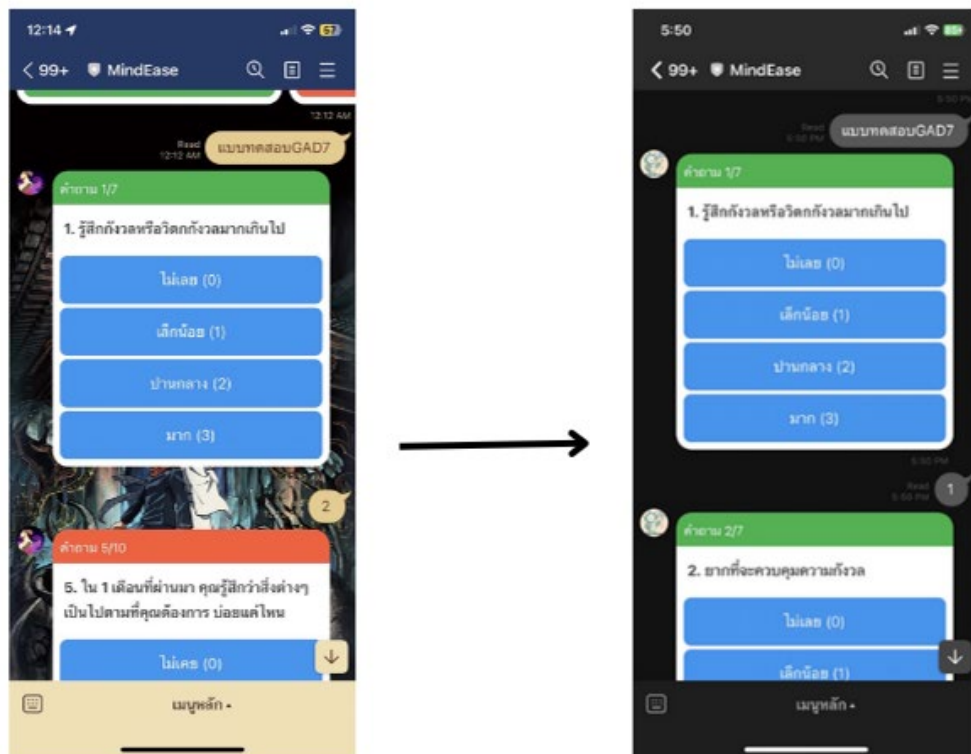 12:14
57
< 99+ MindEase
12:12 AM
Read
12:12 AM
แบบทดสอบGAD7
คำถาม 1/7
1. รู้สึกกังวลหรือวิตกกังวลมากเกินไป
ไม่เลย (0)
เล็กน้อย (1)
ปานกลาง (2)
มาก (3)
2
คำถาม 5/10
5. ใน 1 เดือนที่ผ่านมา คุณรู้สึกว่าสิ่งต่างๆ
เป็นไปตามที่คุณต้องการ บ่อยแค่ไหน
ไม่เคย (0)
เมนูหลัก
5:50
< 99+ MindEase
5:50 PM
Read
5:50 PM
แบบทดสอบGAD7
คำถาม 1/7
1. รู้สึกกังวลหรือวิตกกังวลมากเกินไป
ไม่เลย (0)
เล็กน้อย (1)
ปานกลาง (2)
มาก (3)
5:50 PM
Read
5:50 PM
1
คำถาม 2/7
2. ยากที่จะควบคุมความกังวล
ไม่เลย (0)
เล็กน้อย (1)
เมนูหลัก